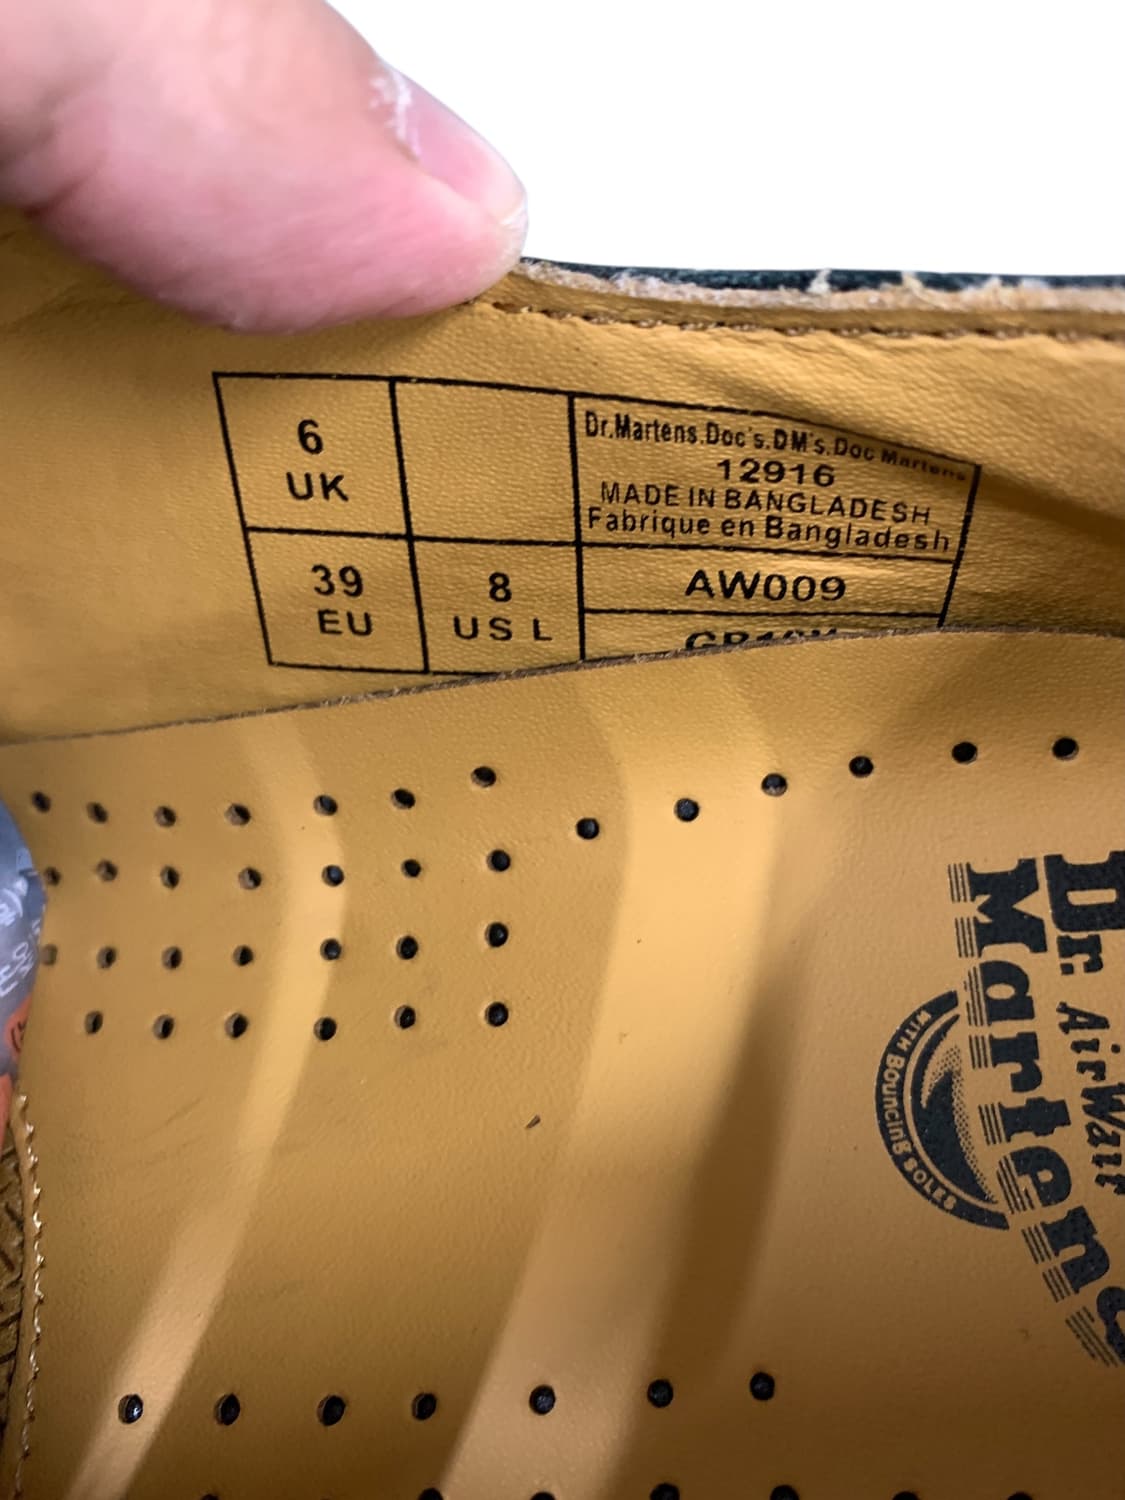 6
UK
Dr.Martens.Doc's.DM's.Doc Martens
12916
MADE IN BANGLADESH
Fabrique en Bangladesh
39
EU
8
US L
AW009
Dr.
Martens
AirWair
WITH BOUNCING SOLES